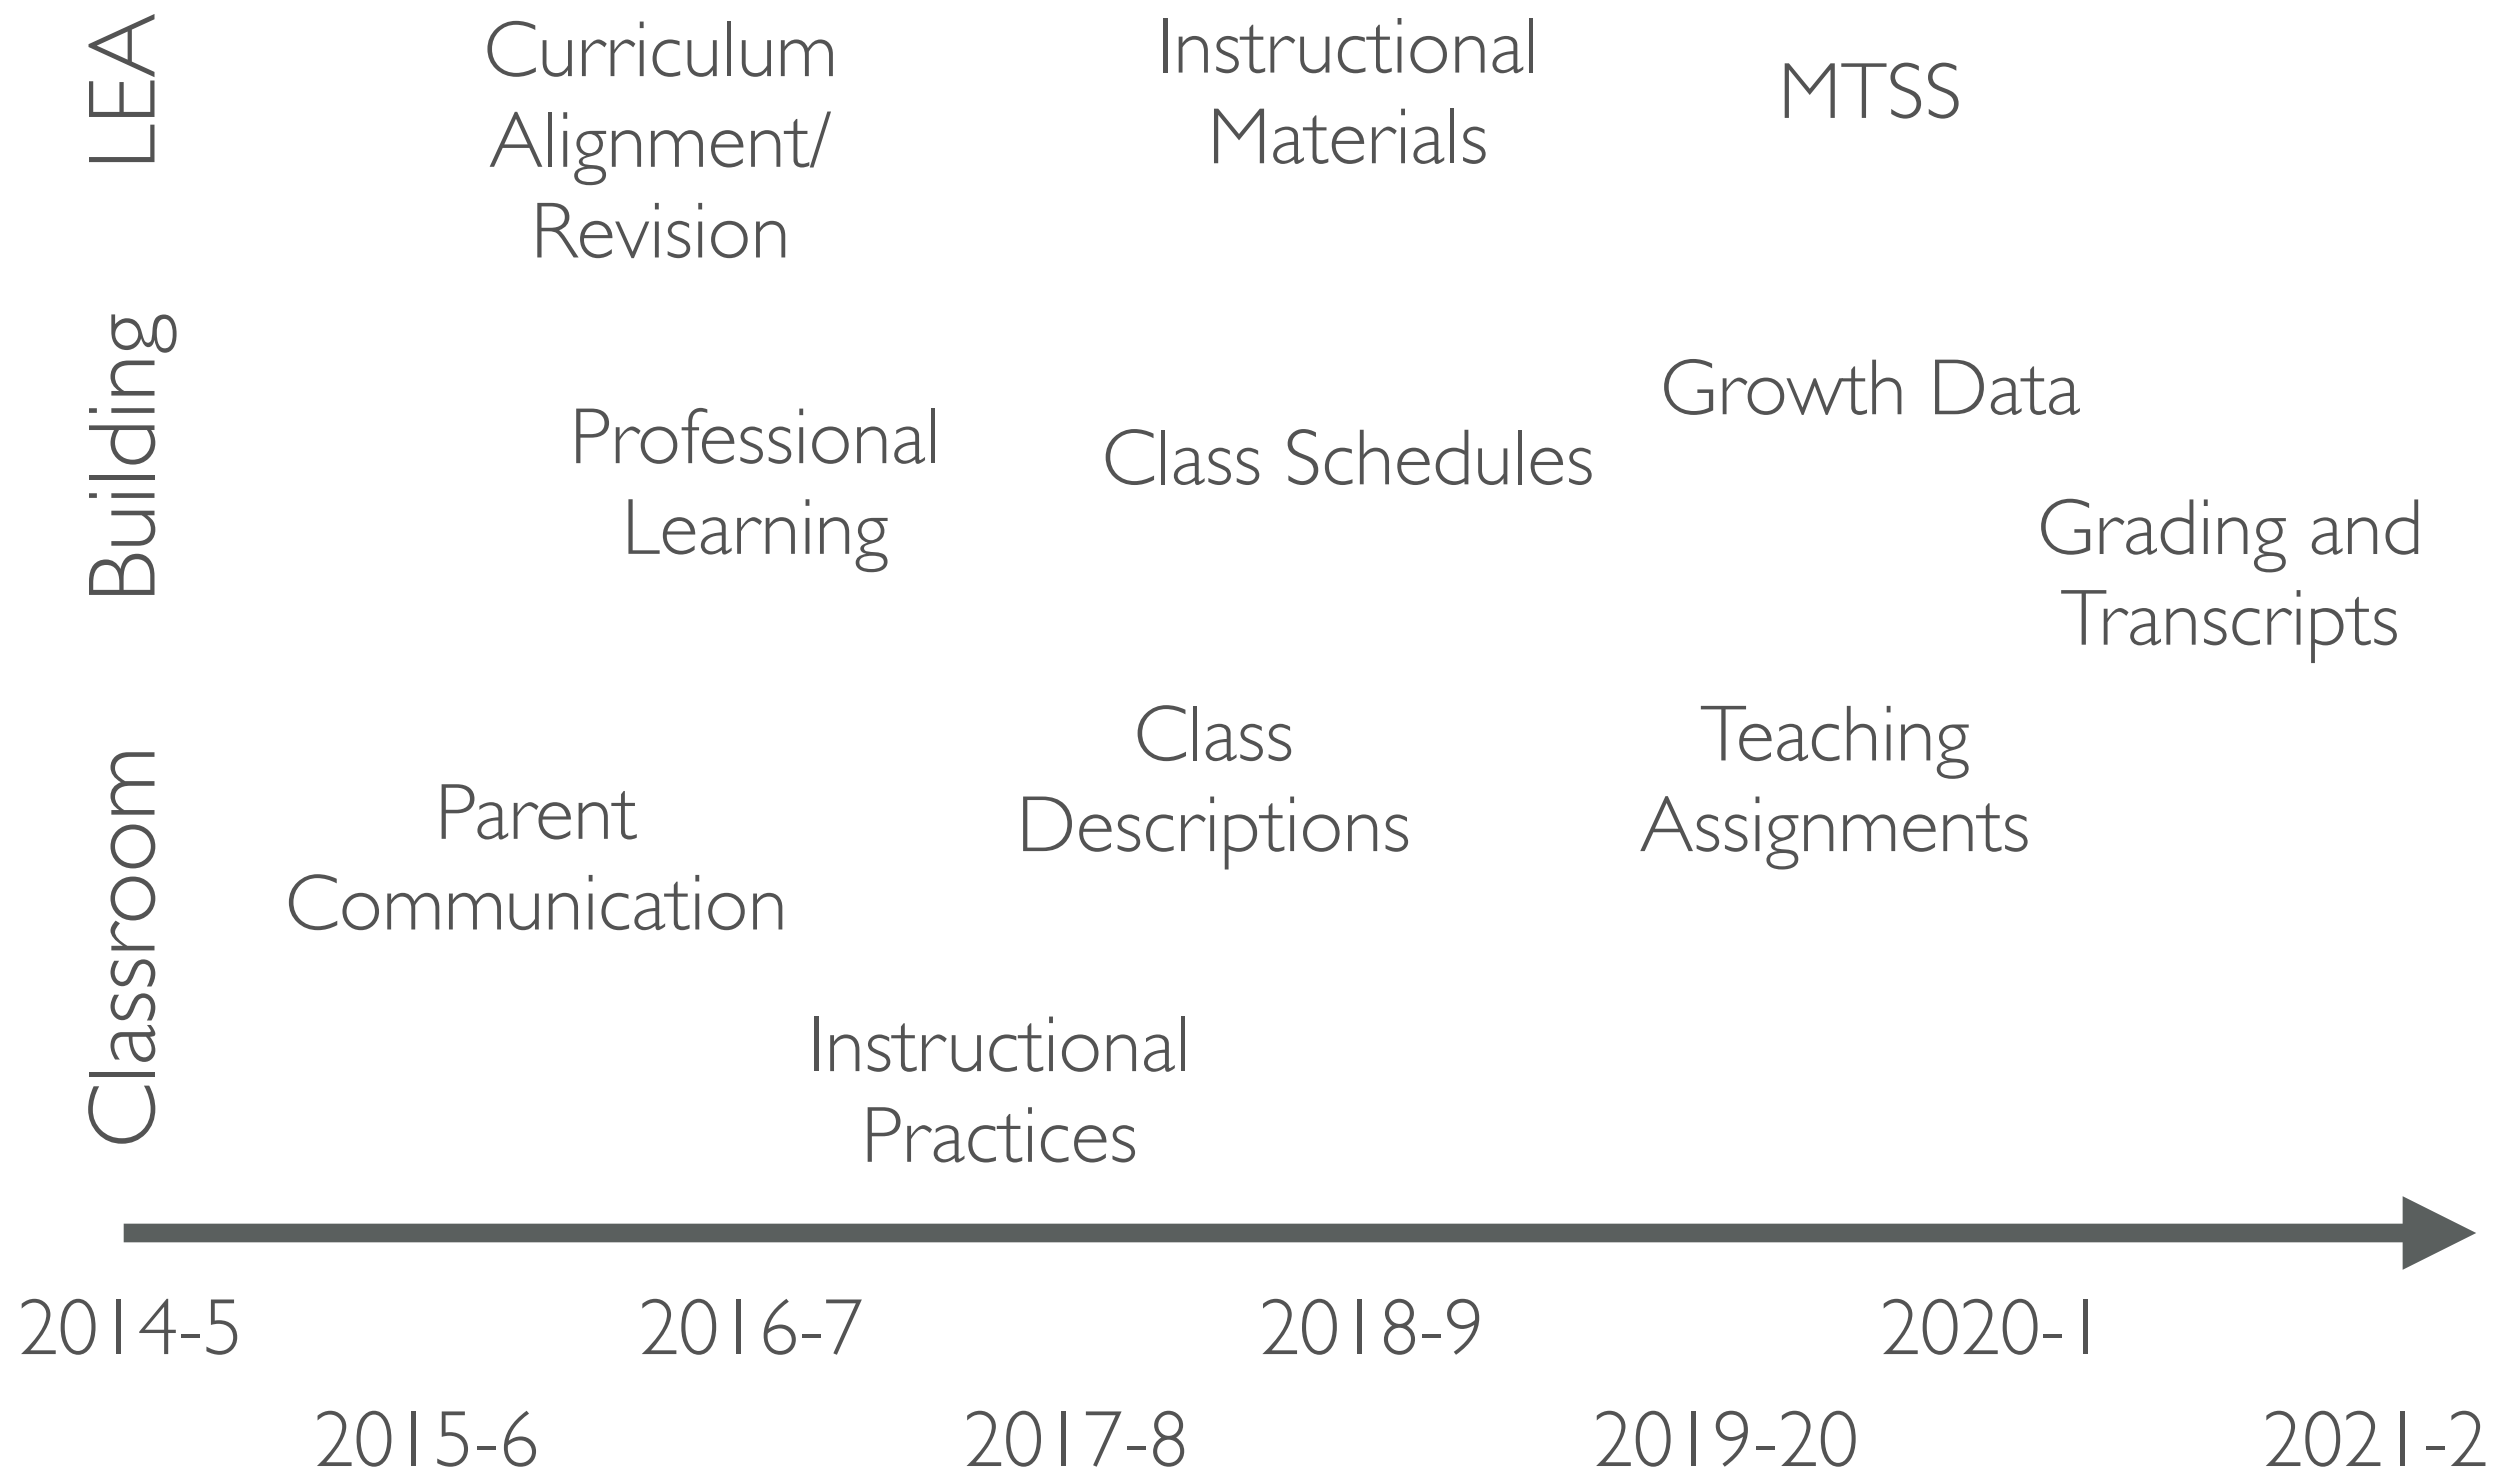 LEA
Curriculum
Alignment/
Revision
Instructional
Materials
MTSS
Building
Professional
Learning
Class Schedules
Growth Data
Grading and
Transcripts
Classroom
Parent
Communication
Class
Descriptions
Teaching
Assignments
Instructional
Practices
2014-5
2016-7
2018-9
2020-1
2015-6
2017-8
2019-20
2021-2